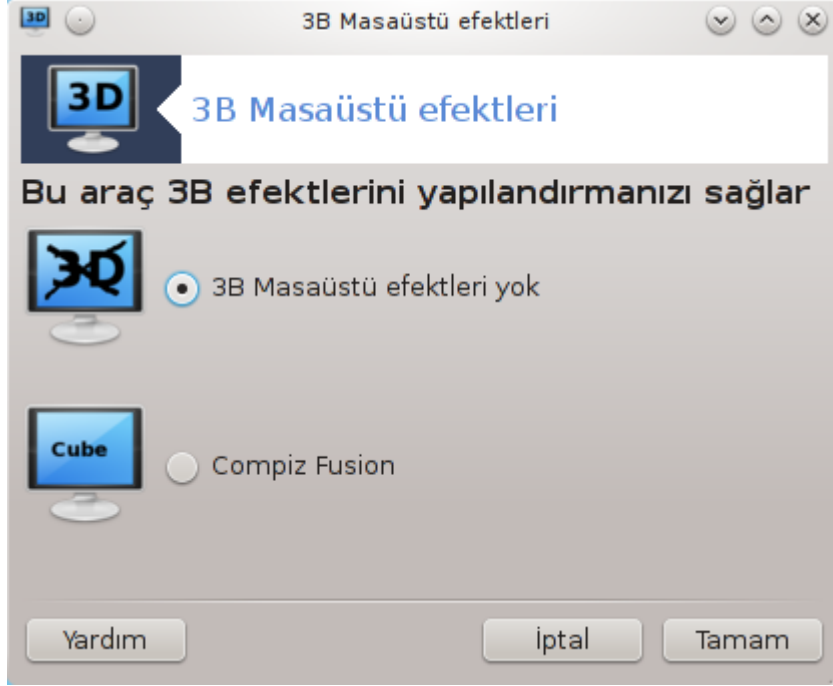 3D
3B Masaüstü efektleri
3D
3B Masaüstü efektleri
Bu araç 3B efektlerini yapılandırmanızı sağlar
3D
3B Masaüstü efektleri yok
Cube
Compiz Fusion
Yardım
İptal
Tamam